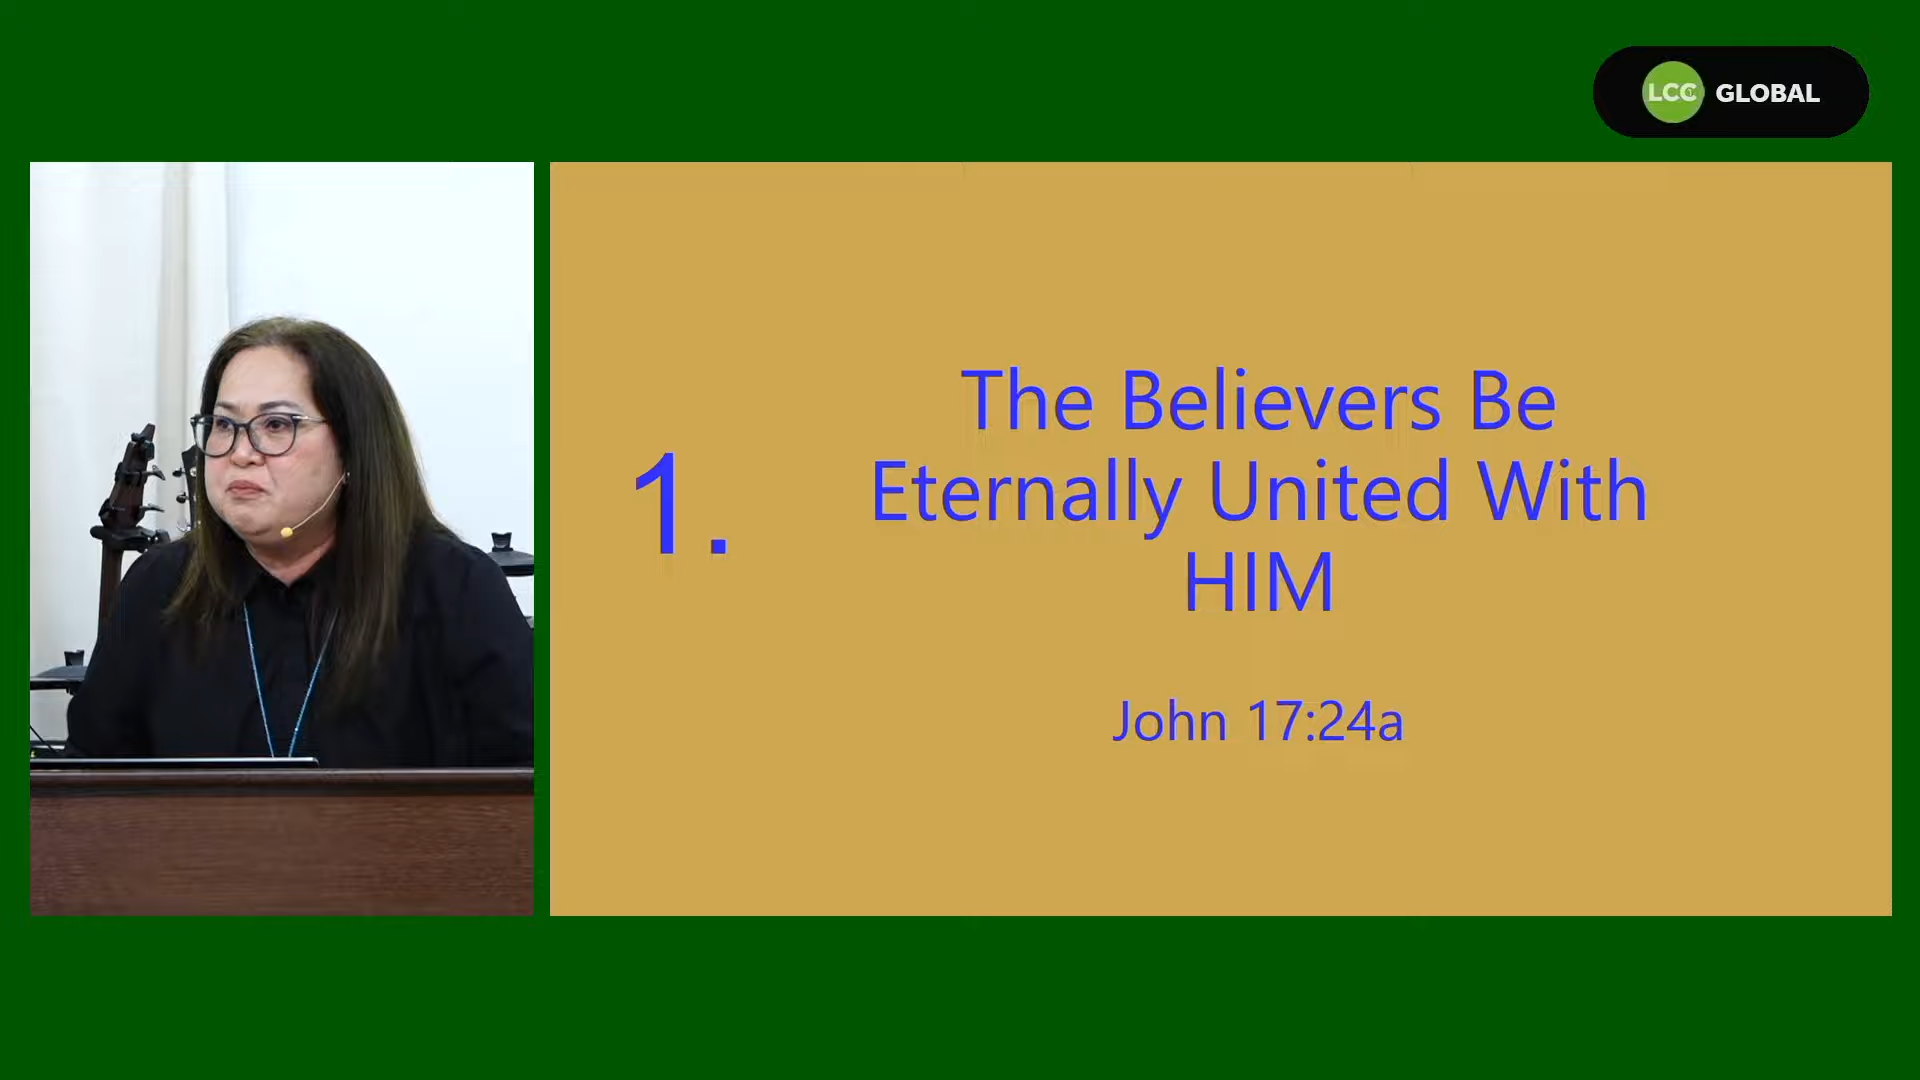 LCC GLOBAL
1.
The Believers Be
Eternally United With
HIM
John 17:24a